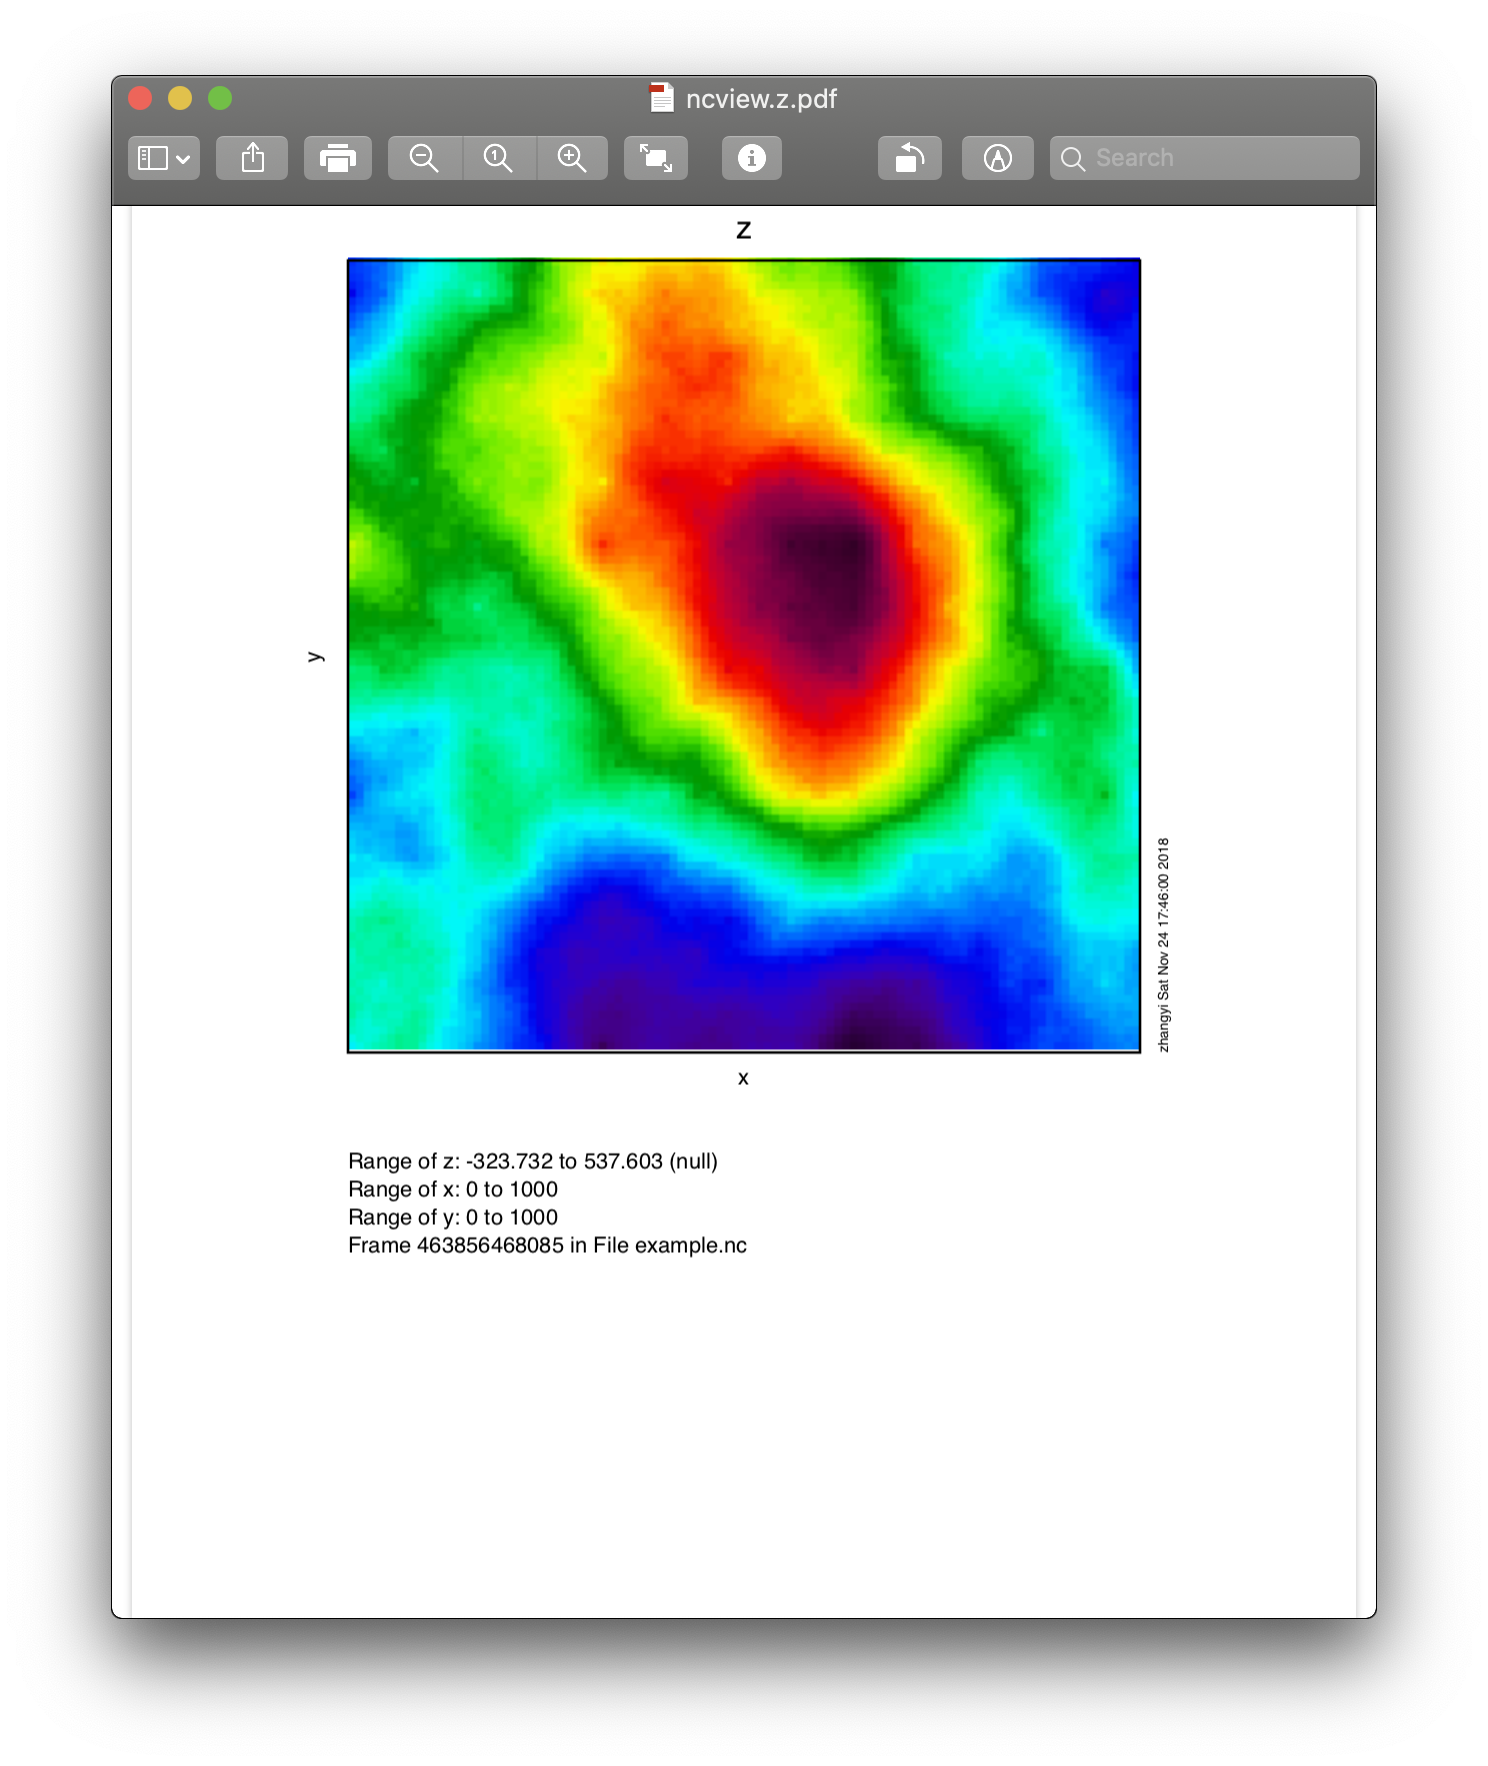 ncview.z.pdf
1
Search
z
y
zhangyi Sat Nov 24 17:46:00 2018
x
Range of z: -323.732 to 537.603 (null)
Range of x: 0 to 1000
Range of y: 0 to 1000
Frame 463856468085 in File example.nc